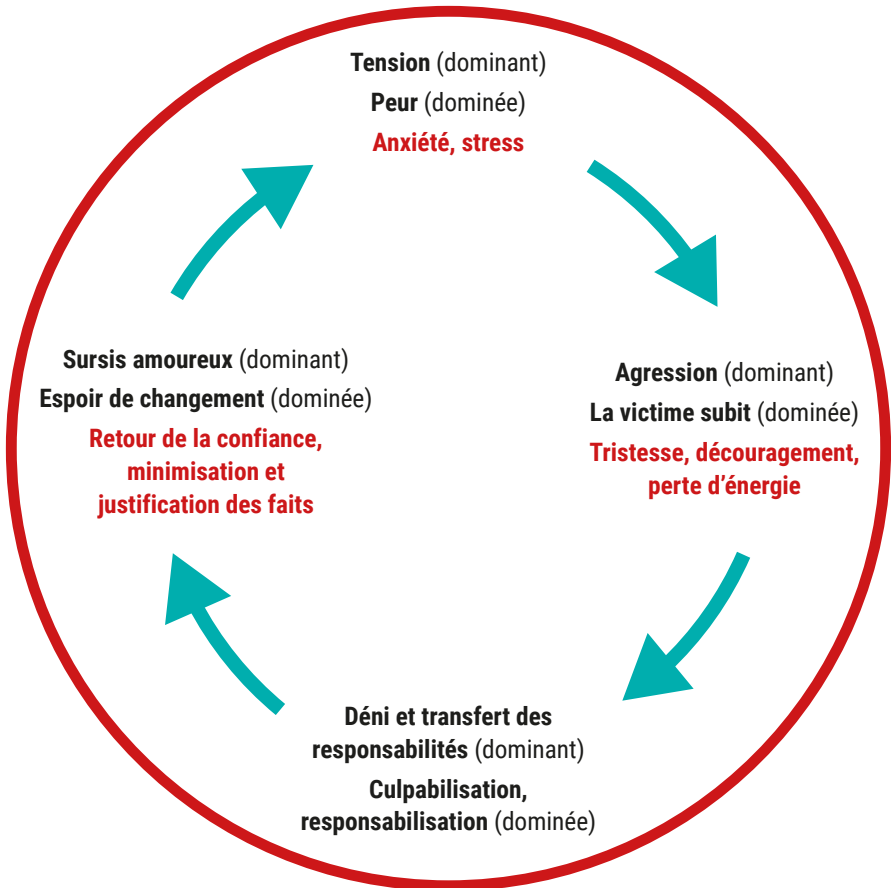 Tension (dominant)
Peur (dominée)
Anxiété, stress
Agression (dominant)
La victime subit (dominée)
Tristesse, découragement,
perte d’énergie
Déni et transfert des
responsabilités (dominant)
Culpabilisation,
responsabilisation (dominée)
Sursis amoureux (dominant)
Espoir de changement (dominée)
Retour de la confiance,
minimisation et
justification des faits